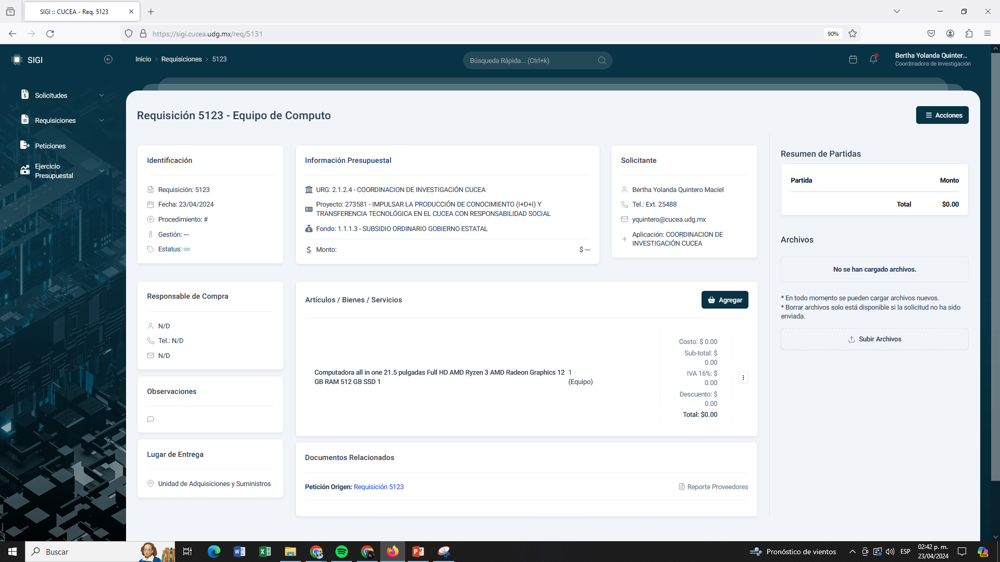 SIGI :: CUCEA - Req. 5123
https://sigi.cucea.udg.mx/req/5131
90%
SIGI
Inicio > Requisiciones > 5123
Búsqueda Rápida... (Ctrl+k)
Bertha Yolanda Quinter...
Coordinadora de Investigación
Solicitudes
Requisiciones
Peticiones
Ejercicio
Presupuestal
Requisición 5123 - Equipo de Computo
Acciones
Identificación
Requisición: 5123
Fecha: 23/04/2024
Procedimiento: #
Gestión: ---
Estatus:
Información Presupuestal
URG: 2.1.2.4 - COORDINACION DE INVESTIGACIÓN CUCEA
Proyecto: 273581 - IMPULSAR LA PRODUCCIÓN DE CONOCIMIENTO (I+D+I) Y
TRANSFERENCIA TECNOLÓGICA EN EL CUCEA CON RESPONSABILIDAD SOCIAL
Fondo: 1.1.1.3 - SUBSIDIO ORDINARIO GOBIERNO ESTATAL
Monto: $ ---
Solicitante
Bertha Yolanda Quintero Maciel
Tel.: Ext. 25488
yquintero@cucea.udg.mx
Aplicación: COORDINACION DE
INVESTIGACIÓN CUCEA
Resumen de Partidas
Partida Monto
Total $0.00
Archivos
No se han cargado archivos.
* En todo momento se pueden cargar archivos nuevos.
* Borrar archivos solo está disponible si la solicitud no ha sido
enviada.
Subir Archivos
Responsable de Compra
N/D
Tel.: N/D
N/D
Observaciones
Lugar de Entrega
Unidad de Adquisiciones y Suministros
Artículos / Bienes / Servicios
Agregar
Computadora all in one 21.5 pulgadas Full HD AMD Ryzen 3 AMD Radeon Graphics 12
GB RAM 512 GB SSD 1
1
(Equipo)
Costo: $ 0.00
Sub-total: $
0.00
IVA 16%: $
0.00
Descuento: $
0.00
Total: $0.00
Documentos Relacionados
Petición Origen: Requisición 5123
Reporte Proveedores
Buscar
Pronóstico de vientos
ESP
02:42 p. m.
23/04/2024